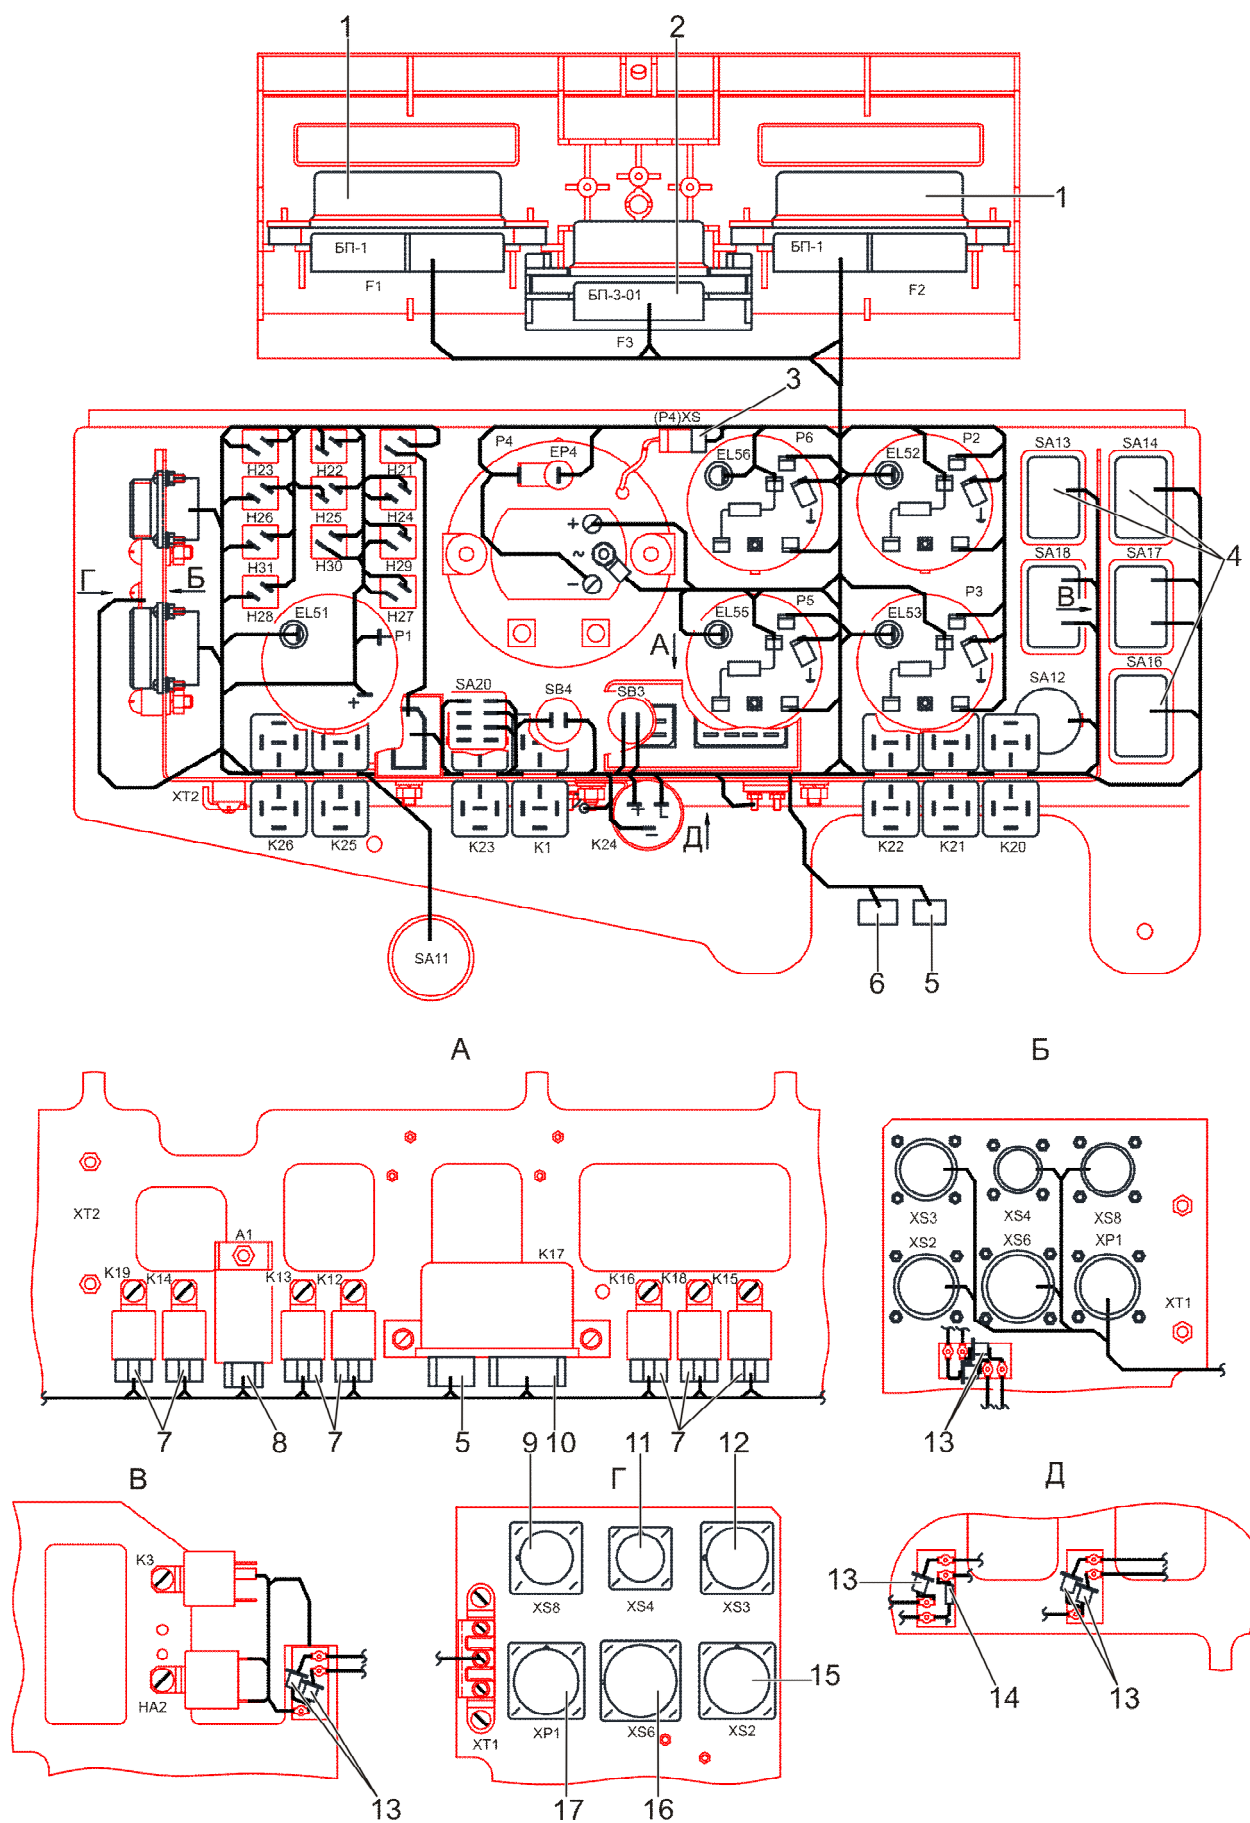 1 2
1
БП-1 БП-1
F1 F2
БП-3-01
F3
3
(P4)XS
P4 EP4 EL56 P6 EL52 P2 SA13 SA14
H23 H22 H21
H26 H25 H24
+
~
−
H31 H30 H29
SA18 SA17
4
Г Б В
H28 H27
EL51 P1
EL55 P5 EL53 P3
А
+
SA20 SB4 SB3 SA12 SA16
XT2
K26 K25 K23 K1 K24 K22 K21 K20
+ L
−
Д
SA11
6 5
А Б
XT2 A1
K19 K14 K13 K12 K17 K16 K18 K15
7 8 7 5 10 7
XS3 XS4 XS8
XS2 XS6 XP1
XT1
13
В
K3
HA2
13
Г
9 11 12
XS8 XS4 XS3
XP1 XS6 XS2
XT1
15
17 16
Д
13
14 13